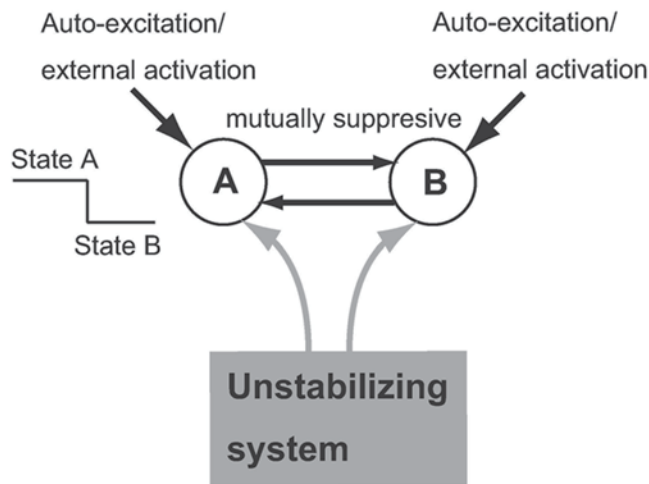 Auto-excitation/
external activation
Auto-excitation/
external activation
mutually suppresive
State A
A
B
State B
Unstabilizing
system